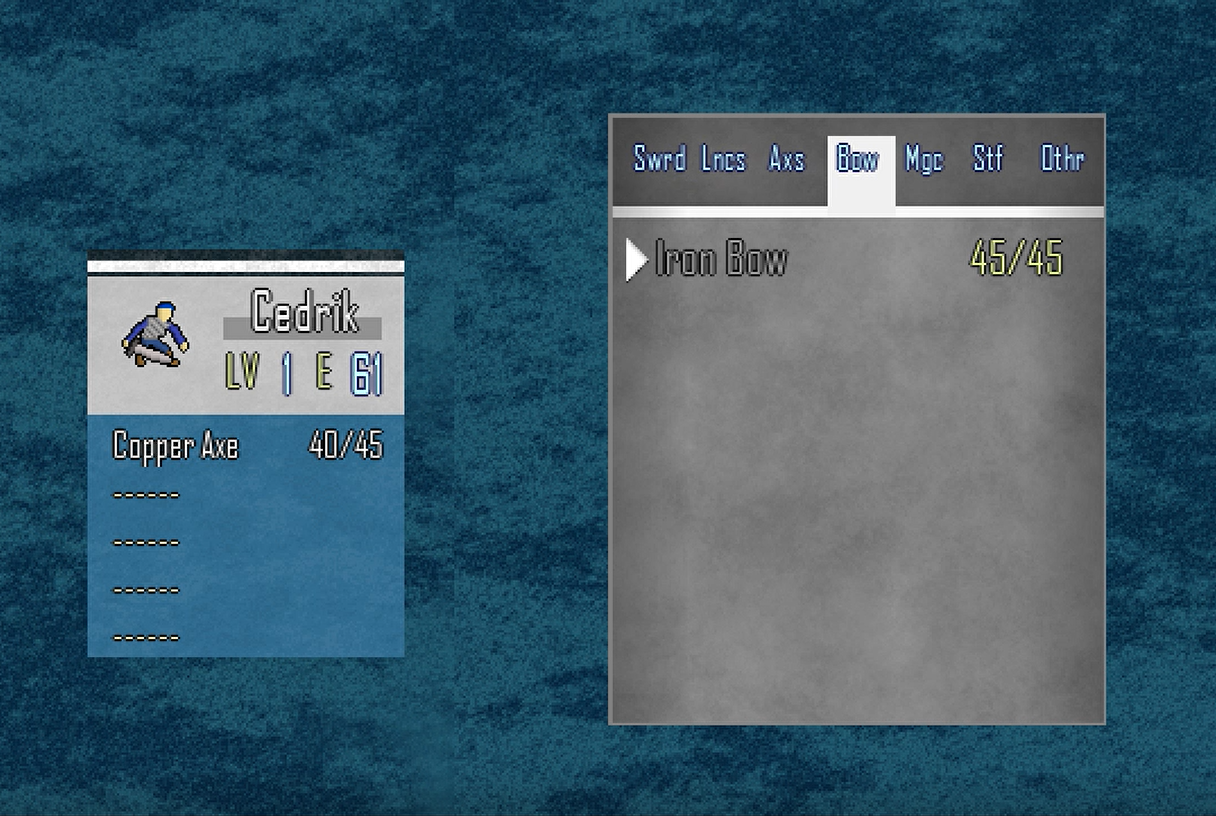 Cedrik
LV 1 E 61
Copper Axe 40/45
------
------
------
------
Swrd Lncs Axs Bow Mgc Stf Othr
Iron Bow 45/45